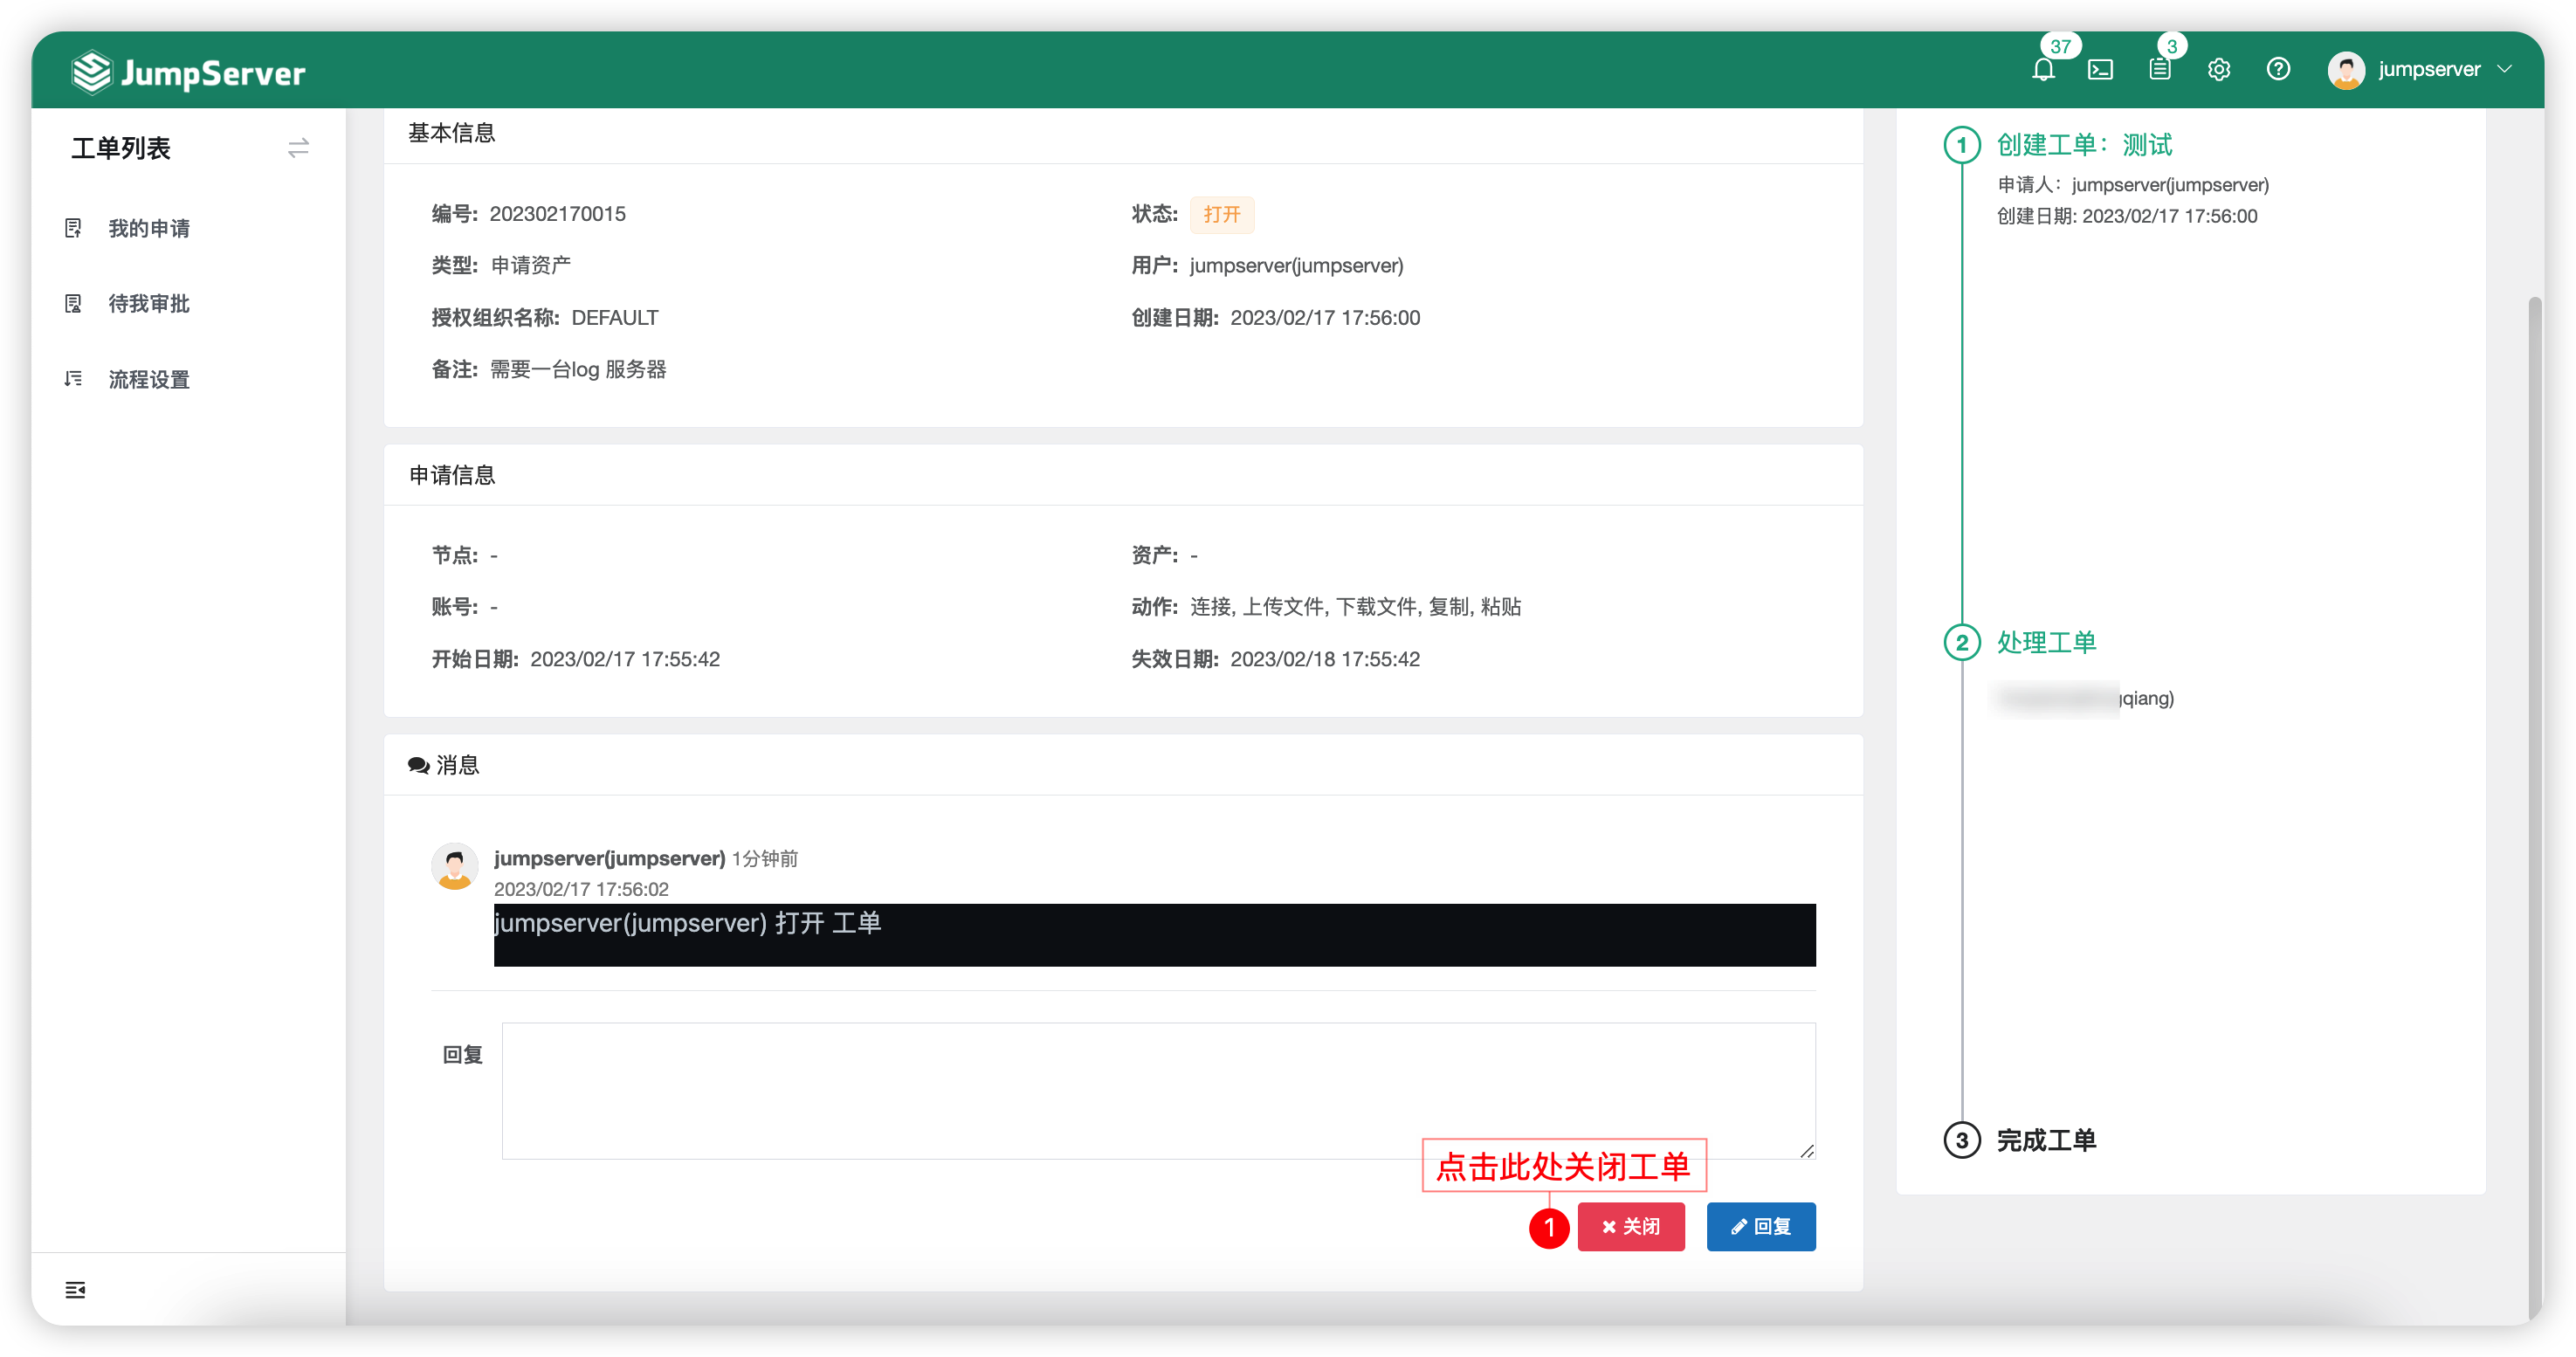 JumpServer
37
3
jumpserver
工单列表
我的申请
待我审批
流程设置
基本信息
编号: 202302170015
状态: 打开
类型: 申请资产
用户: jumpserver(jumpserver)
授权组织名称: DEFAULT
创建日期: 2023/02/17 17:56:00
备注: 需要一台log 服务器
申请信息
节点: -
资产: -
账号: -
动作: 连接, 上传文件, 下载文件, 复制, 粘贴
开始日期: 2023/02/17 17:55:42
失效日期: 2023/02/18 17:55:42
消息
jumpserver(jumpserver) 1分钟前
2023/02/17 17:56:02
jumpserver(jumpserver) 打开 工单
回复
点击此处关闭工单
1 关闭
回复
1 创建工单：测试
申请人：jumpserver(jumpserver)
创建日期: 2023/02/17 17:56:00
2 处理工单
qiang)
3 完成工单